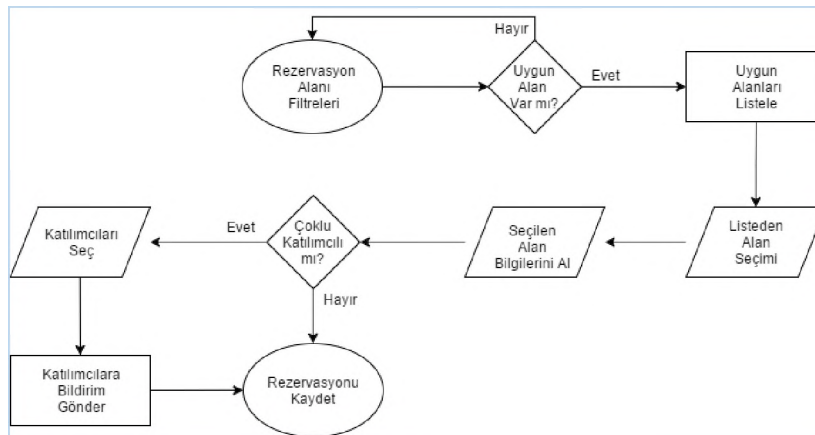 Hayır
Rezervasyon
Alanı
Filtreleri
Uygun
Alan
Var mı?
Evet
Uygun
Alanları
Listele
Listeden
Alan
Seçimi
Seçilen
Alan
Bilgilerini Al
Çoklu
Katılımcılı
mı?
Evet
Katılımcıları
Seç
Hayır
Katılımcılara
Bildirim
Gönder
Rezervasyonu
Kaydet